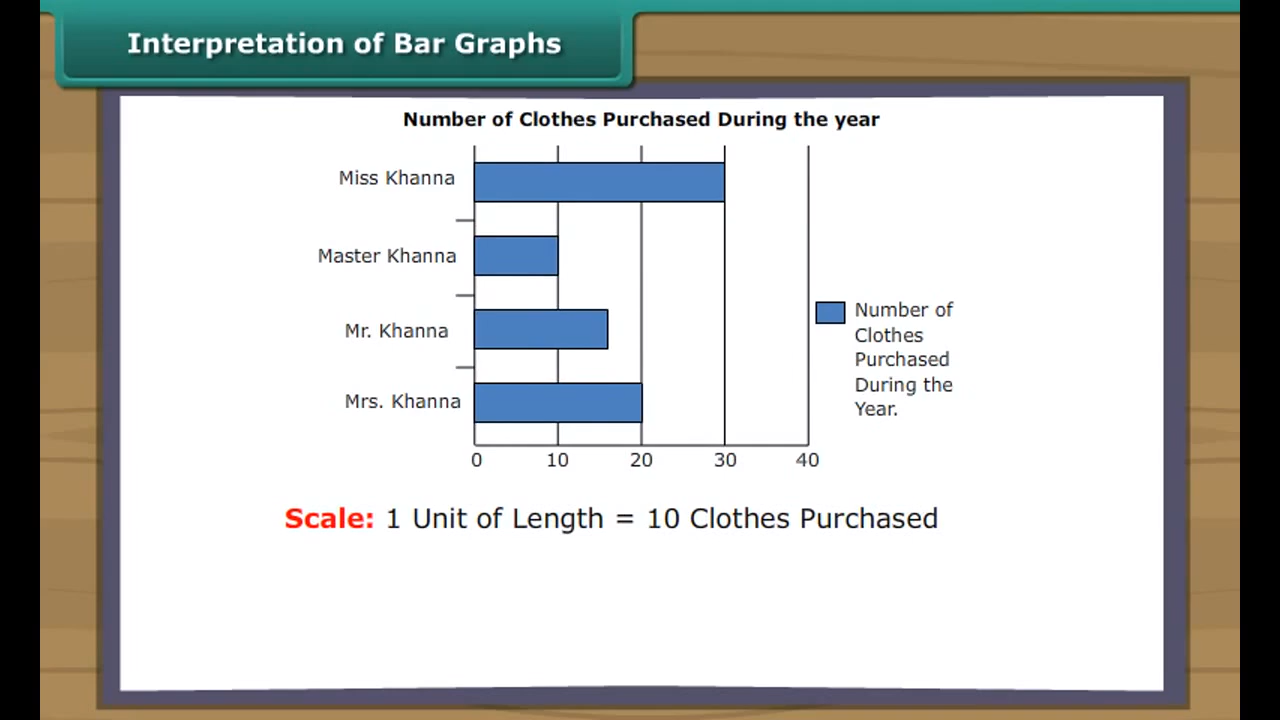 Interpretation of Bar Graphs
Number of Clothes Purchased During the year
Miss Khanna
Master Khanna
Mr. Khanna
Mrs. Khanna
0 10 20 30 40
Number of
Clothes
Purchased
During the
Year.
Scale: 1 Unit of Length = 10 Clothes Purchased